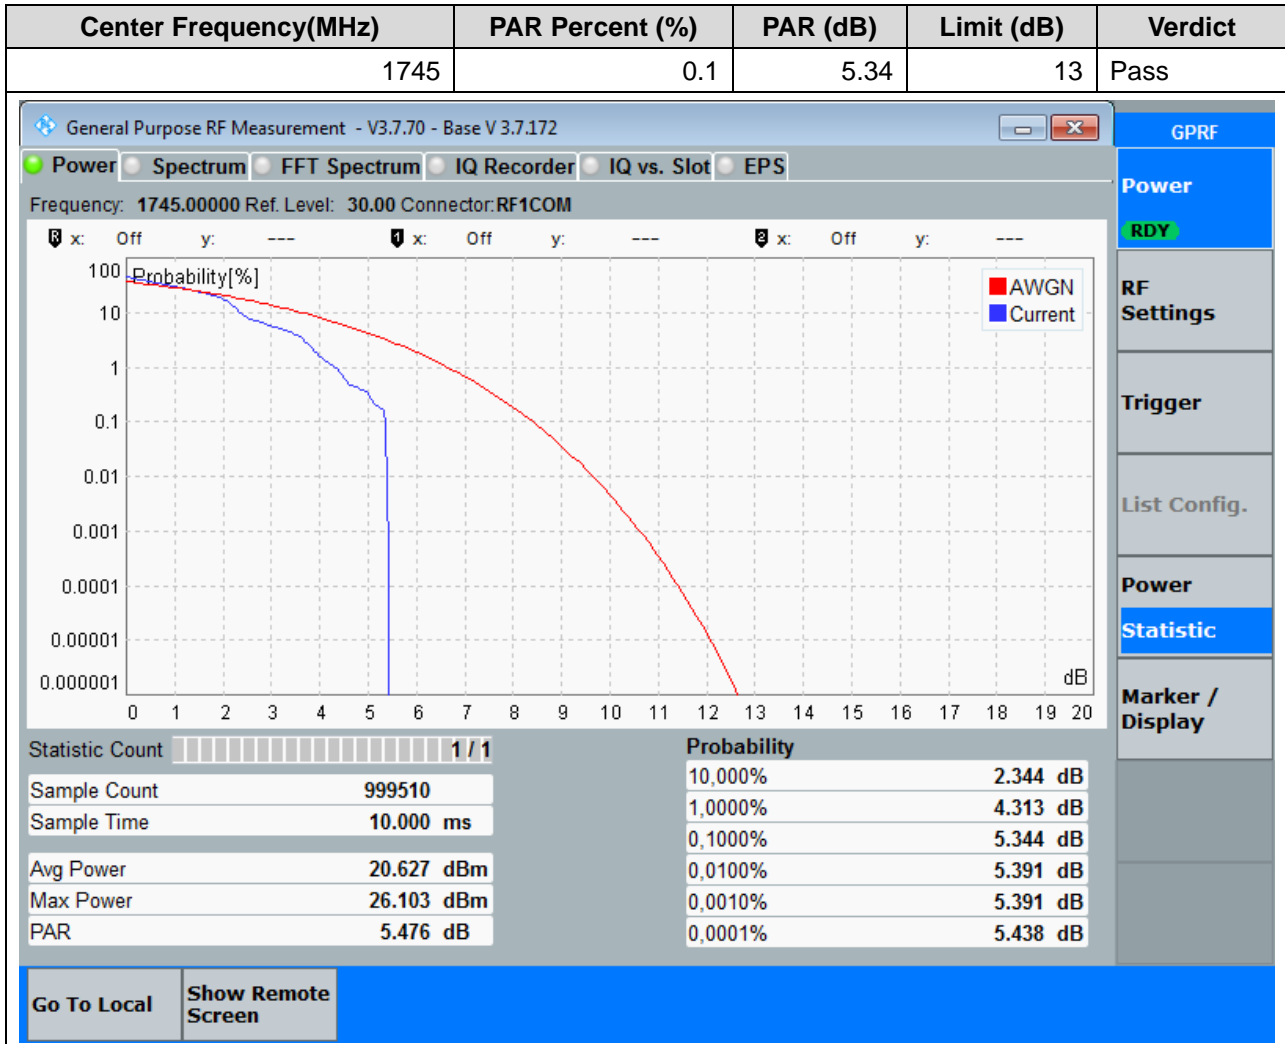 Center Frequency(MHz) PAR Percent (%) PAR (dB) Limit (dB) Verdict
1745 0.1 5.34 13 Pass
General Purpose RF Measurement - V3.7.70 - Base V 3.7.172
GPRF
Power Spectrum FFT Spectrum IQ Recorder IQ vs. Slot EPS
Frequency: 1745.00000 Ref. Level: 30.00 Connector:RF1COM
R x: Off y: --- 1 x: Off y: --- 2 x: Off y: ---
Probability[%]
AWGN
Current
100
10
1
0.1
0.01
0.001
0.0001
0.00001
0.000001
dB
0 1 2 3 4 5 6 7 8 9 10 11 12 13 14 15 16 17 18 19 20
Statistic Count 1 / 1
Sample Count 999510
Sample Time 10.000 ms
Avg Power 20.627 dBm
Max Power 26.103 dBm
PAR 5.476 dB
Probability
10,000% 2.344 dB
1,0000% 4.313 dB
0,1000% 5.344 dB
0,0100% 5.391 dB
0,0010% 5.391 dB
0,0001% 5.438 dB
Power
RDY
RF
Settings
Trigger
List Config.
Power
Statistic
Marker /
Display
Go To Local
Show Remote
Screen